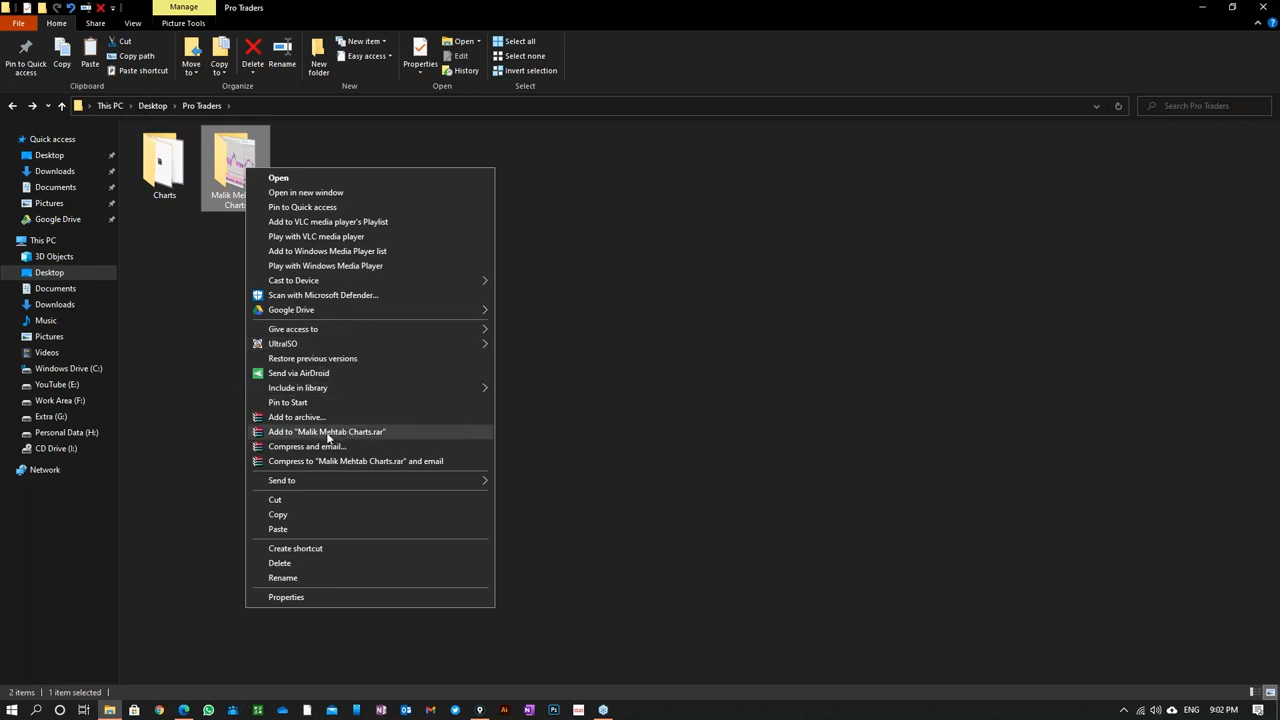 Manage
Pro Traders
File
Home
Share
View
Picture Tools
Pin to Quick access
Copy
Paste
Cut
Copy path
Paste shortcut
Clipboard
Move to
Copy to
Delete
Rename
Organize
New folder
New item
Easy access
New
Properties
Open
Edit
History
Open
Select all
Select none
Invert selection
Select
This PC
Desktop
Pro Traders
Search Pro Traders
Quick access
Desktop
Downloads
Documents
Pictures
Google Drive
This PC
3D Objects
Desktop
Documents
Downloads
Music
Pictures
Videos
Windows Drive (C:)
YouTube (E:)
Work Area (F:)
Extra (G:)
Personal Data (H:)
CD Drive (I:)
Network
Charts
Malik
Charts
Open
Open in new window
Pin to Quick access
Add to VLC media player's Playlist
Play with VLC media player
Add to Windows Media Player list
Play with Windows Media Player
Cast to Device
Scan with Microsoft Defender...
Google Drive
Give access to
UltraISO
Restore previous versions
Send via AirDroid
Include in library
Pin to Start
Add to archive...
Add to "Malik Mehtab Charts.rar"
Compress and email...
Compress to "Malik Mehtab Charts.rar" and email
Send to
Cut
Copy
Paste
Create shortcut
Delete
Rename
Properties
2 items
1 item selected
ENG
9:02 PM